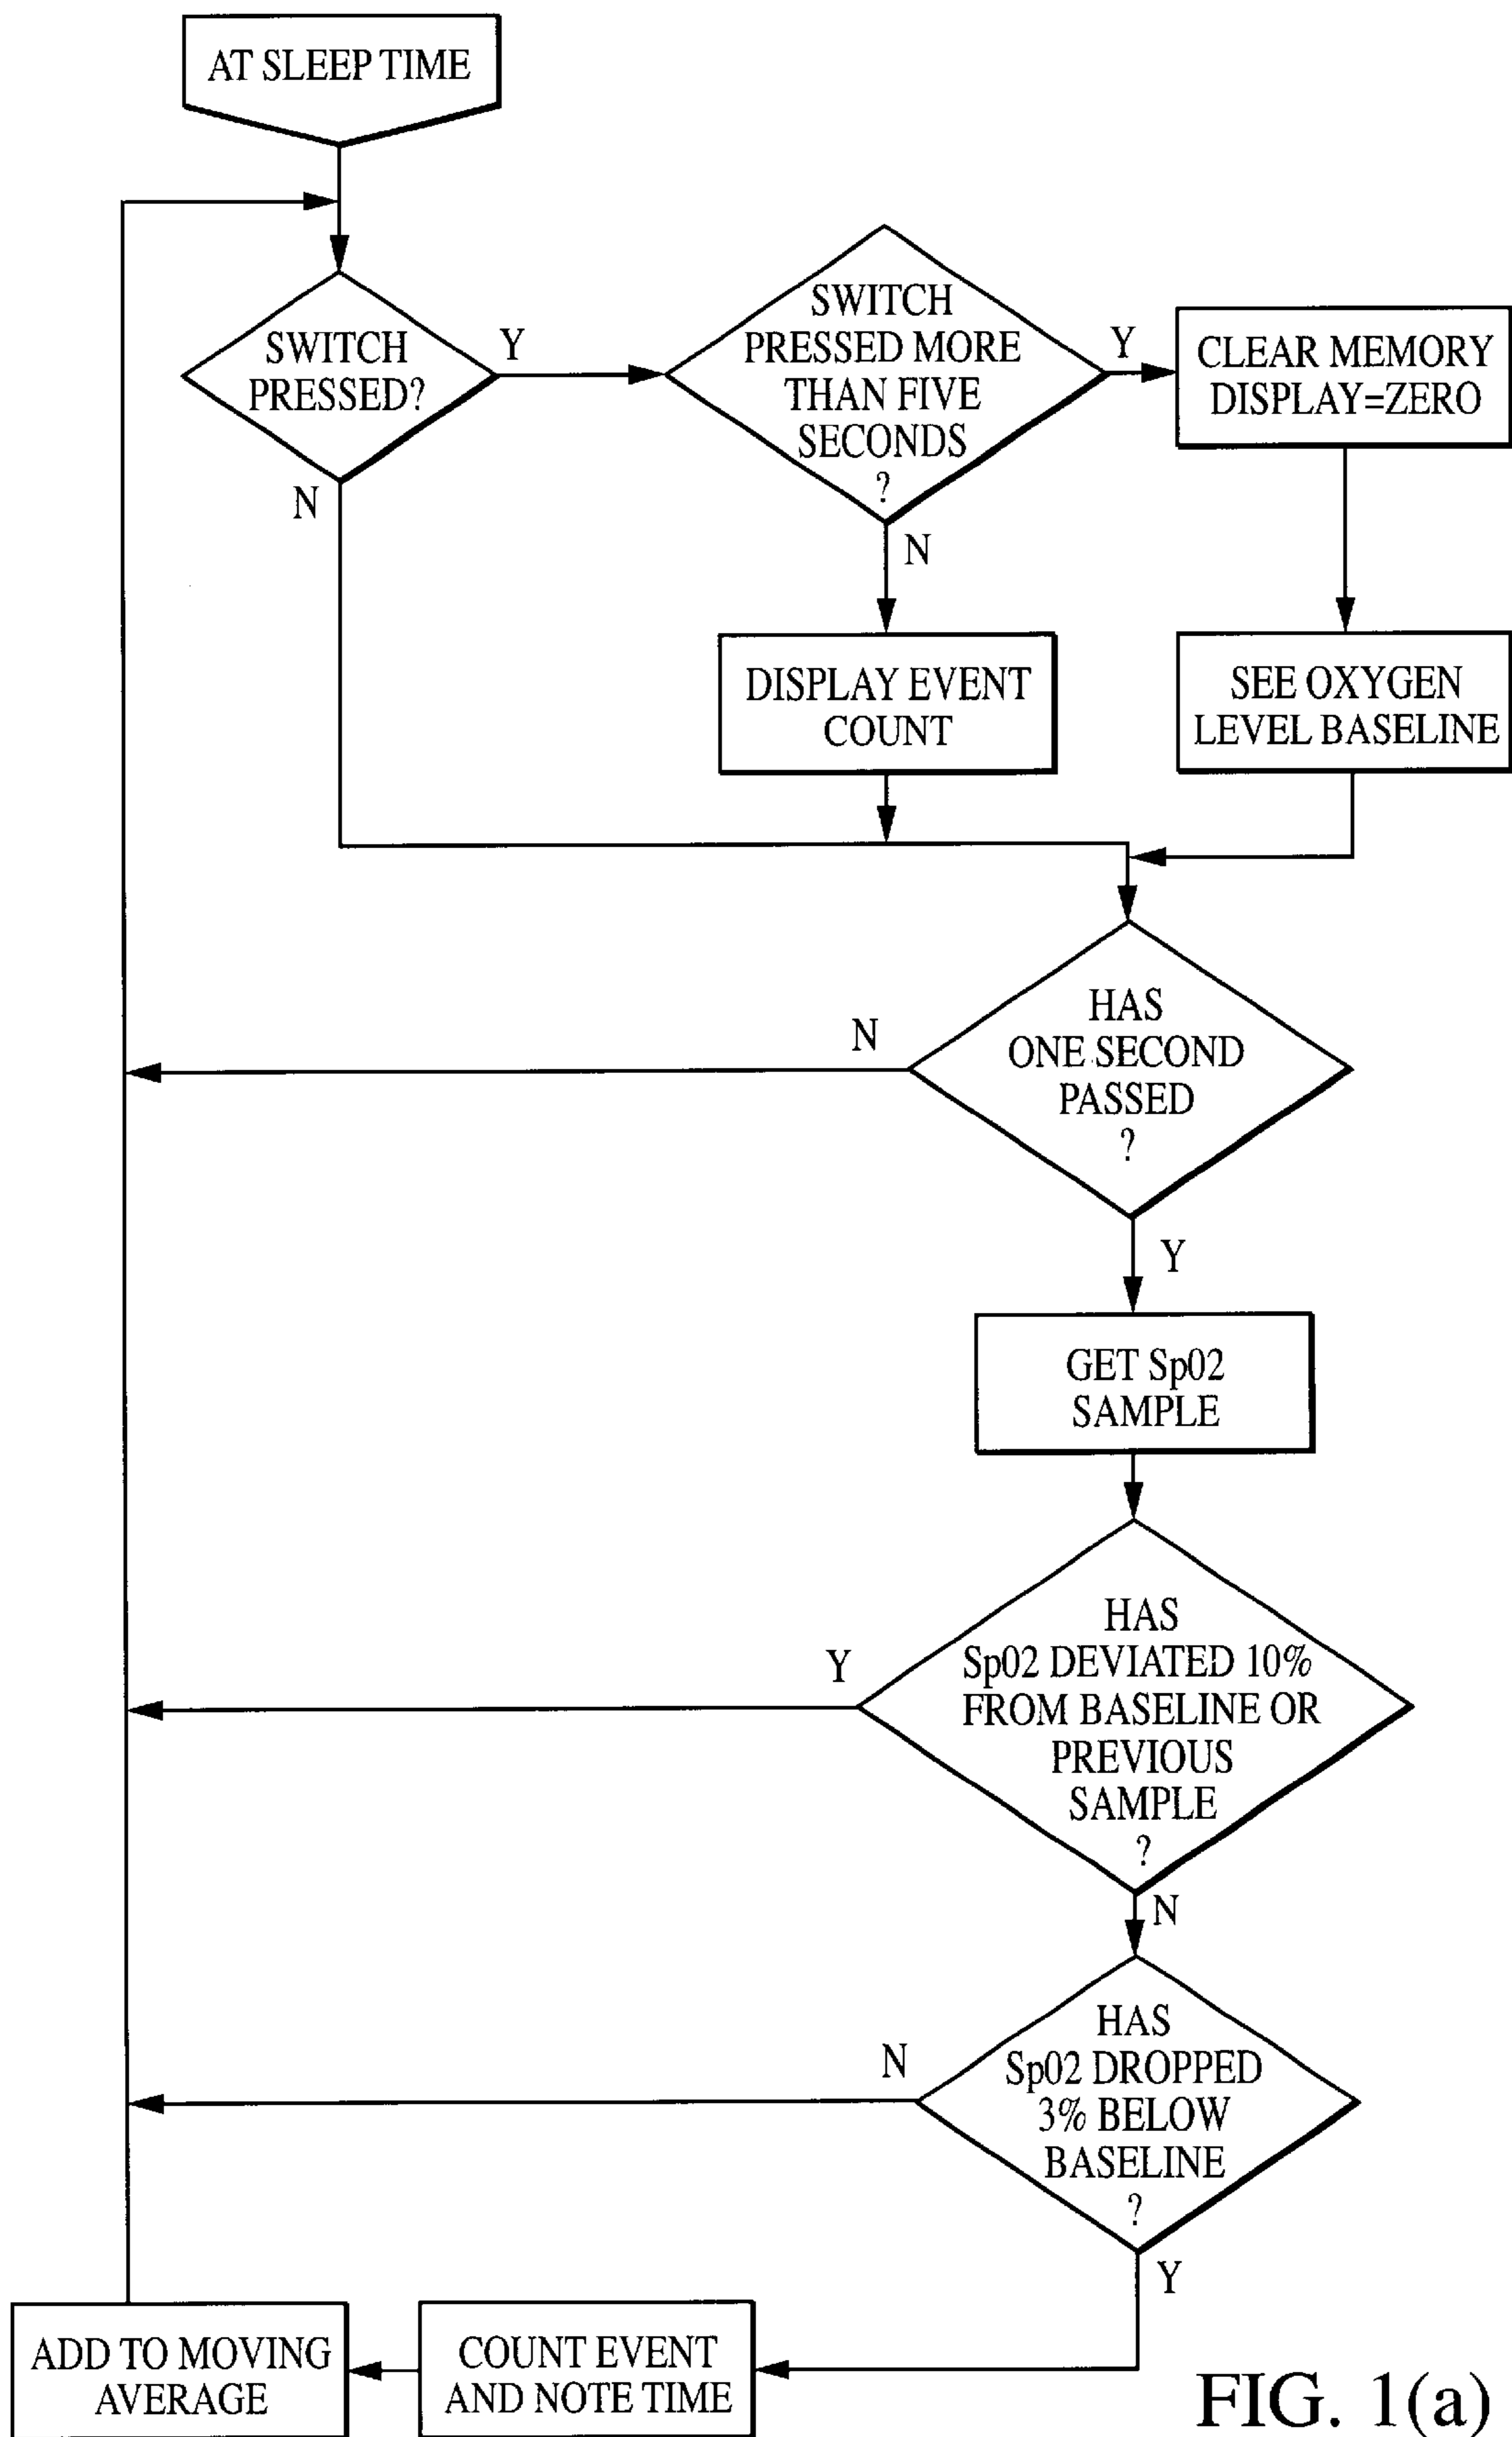 AT SLEEP TIME
SWITCH
PRESSED?
Y
N
SWITCH
PRESSED MORE
THAN FIVE
SECONDS
?
Y
N
CLEAR MEMORY
DISPLAY=ZERO
DISPLAY EVENT
COUNT
SEE OXYGEN
LEVEL BASELINE
HAS
ONE SECOND
PASSED
?
N
Y
GET Sp02
SAMPLE
HAS
Sp02 DEVIATED 10%
FROM BASELINE OR
PREVIOUS
SAMPLE
?
Y
N
HAS
Sp02 DROPPED
3% BELOW
BASELINE
?
N
Y
COUNT EVENT
AND NOTE TIME
ADD TO MOVING
AVERAGE
FIG. 1(a)